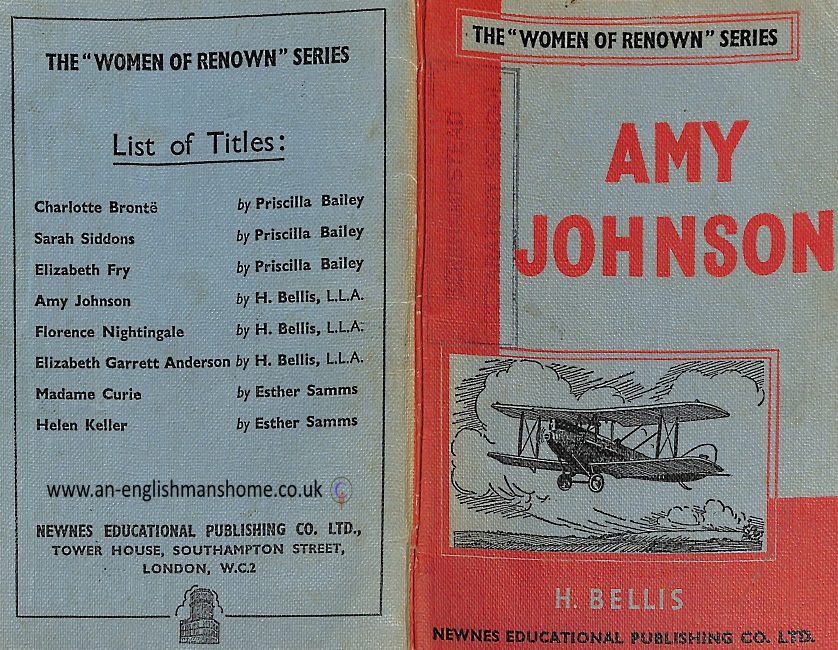 THE "WOMEN OF RENOWN" SERIES
List of Titles:
Charlotte Brontë by Priscilla Bailey
Sarah Siddons by Priscilla Bailey
Elizabeth Fry by Priscilla Bailey
Amy Johnson by H. Bellis, L.L.A.
Florence Nightingale by H. Bellis, L.L.A.
Elizabeth Garrett Anderson by H. Bellis, L.L.A.
Madame Curie by Esther Samms
Helen Keller by Esther Samms
www.an-englishmanshome.co.uk
NEWNES EDUCATIONAL PUBLISHING CO. LTD.,
TOWER HOUSE, SOUTHAMPTON STREET,
LONDON, W.C.2
THE "WOMEN OF RENOWN" SERIES
AMY
JOHNSON
H. BELLIS
NEWNES EDUCATIONAL PUBLISHING CO. LTD.